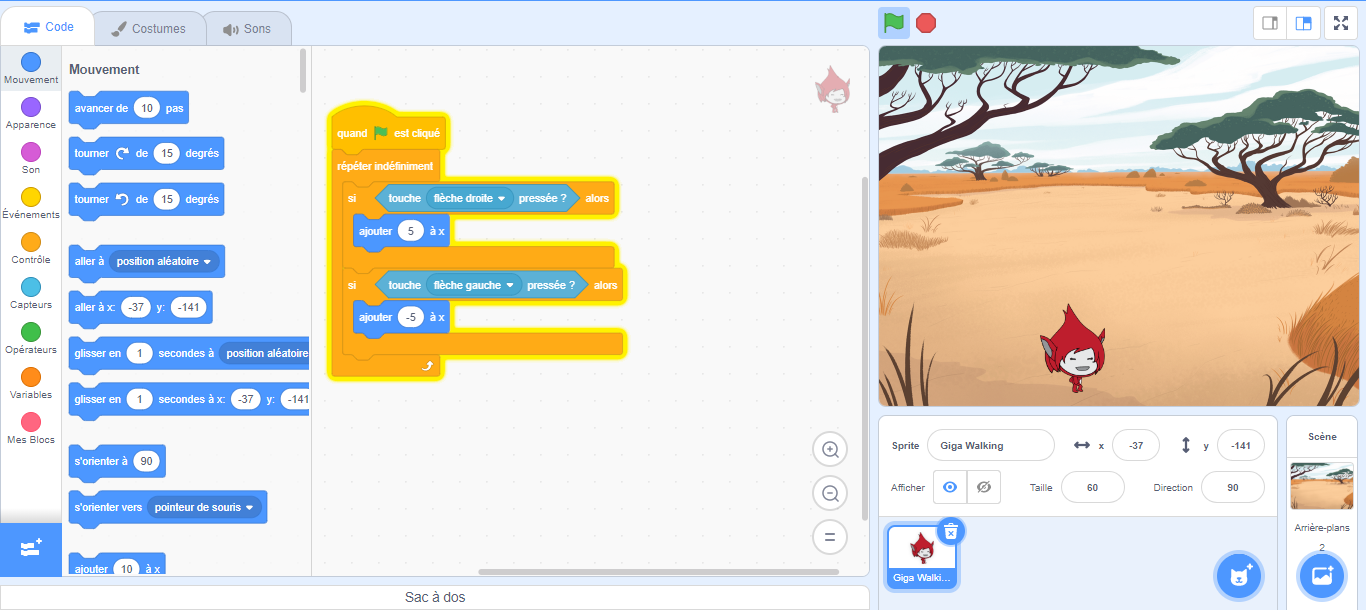 Code
Costumes
Sons
Mouvement
Apparence
Son
Événements
Contrôle
Capteurs
Opérateurs
Variables
Mes Blocs
Mouvement
avancer de 10 pas
tourner de 15 degrés
tourner de 15 degrés
aller à position aléatoire
aller à x: -37 y: -141
glisser en 1 secondes à position aléatoire
glisser en 1 secondes à x: -37 y: -141
s'orienter à 90
s'orienter vers pointeur de souris
ajouter 10 à x
quand est cliqué
répéter indéfiniment
si touche flèche droite pressée ? alors
ajouter 5 à x
si touche flèche gauche pressée ? alors
ajouter -5 à x
Sac à dos
Sprite Giga Walking x -37 y -141
Afficher Taille 60 Direction 90
Giga Walki...
Scène
Arrière-plans
2